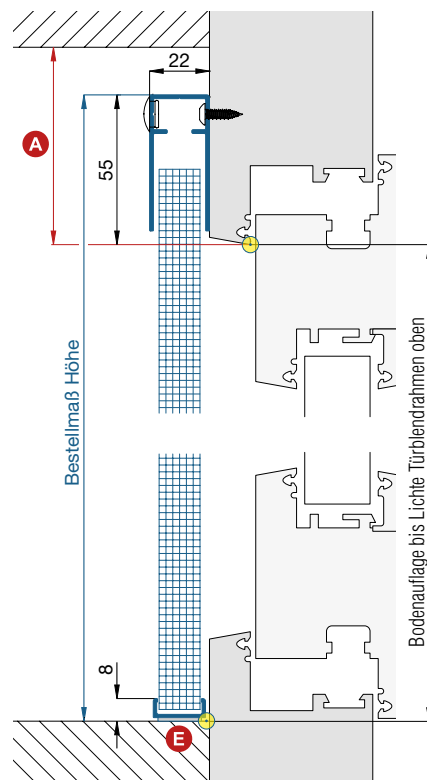 22
A
55
Bestellmaß Höhe
Bodenauflage bis Lichte Türblendrahmen oben
8
E